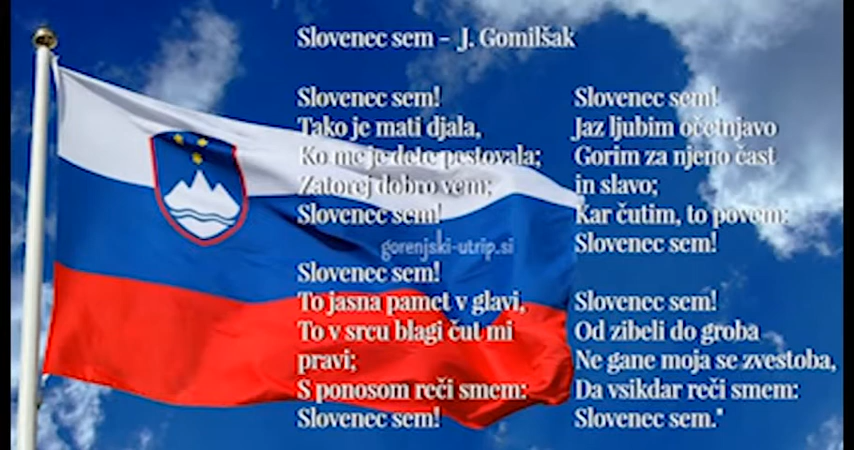 Slovenec sem – J. Gomilšak
Slovenec sem!
Tako je mati djala,
Ko me je dete pestovala;
Zatorej dobro vem;
Slovenec sem!
Slovenec sem!
To jasna pamet v glavi,
To v srcu blagi čut mi
pravi;
S ponosom reči smem:
Slovenec sem!
Slovenec sem!
Jaz ljubim očetnjavo
Gorim za njeno čast
in slavo;
Kar čutim, to povem:
Slovenec sem!
Slovenec sem!
Od zibeli do groba
Ne gane moja se zvestoba,
Da vsikdar reči smem:
Slovenec sem."
gorenjski-utrip.si